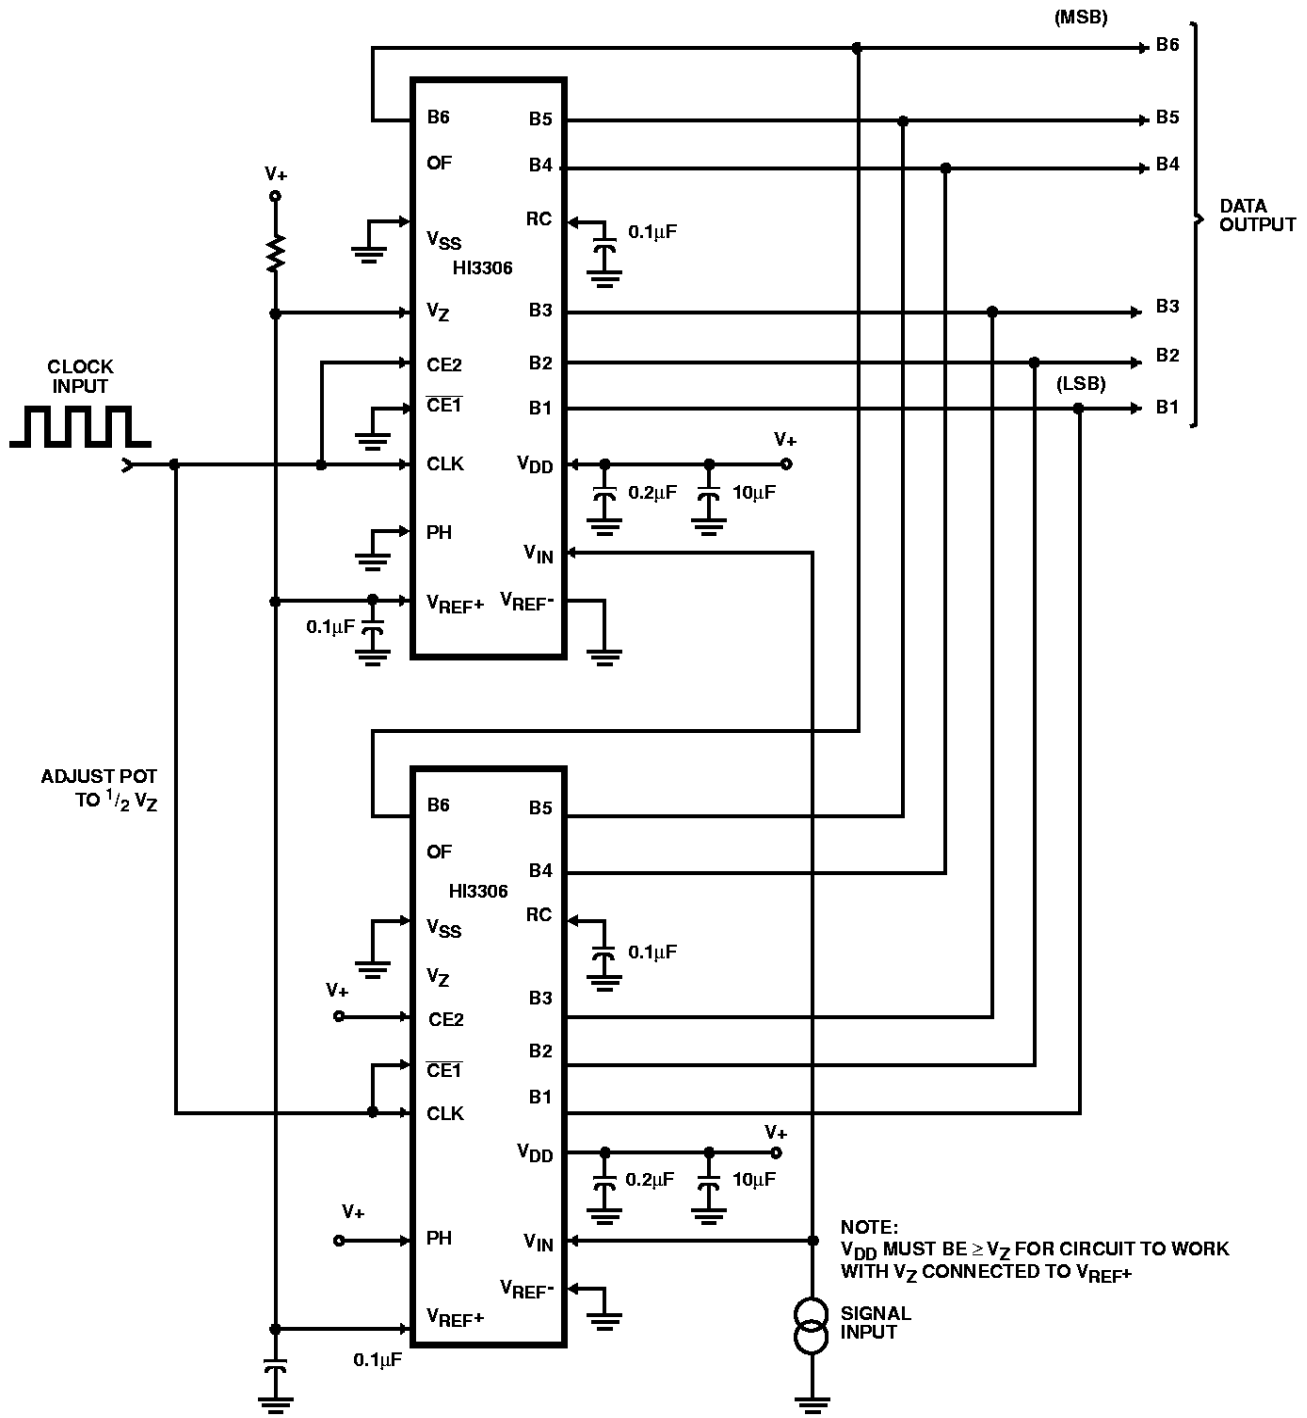 (MSB)
B6
B5
B4
B3
B2
(LSB)
B1
DATA
OUTPUT
V+
CLOCK
INPUT
B6
OF
VSS
HI3306
VZ
CE2
CE1
CLK
PH
VREF+
B5
B4
RC
B3
B2
B1
VDD
VIN
VREF-
0.1μF
V+
0.2μF
10μF
0.1μF
ADJUST POT
TO 1/2 VZ
B6
OF
HI3306
VSS
VZ
V+
CE2
CE1
CLK
V+
PH
VREF+
0.1μF
B5
B4
RC
B3
B2
B1
VDD
VIN
VREF-
0.1μF
V+
0.2μF
10μF
NOTE:
VDD MUST BE ≥ VZ FOR CIRCUIT TO WORK
WITH VZ CONNECTED TO VREF+
SIGNAL
INPUT